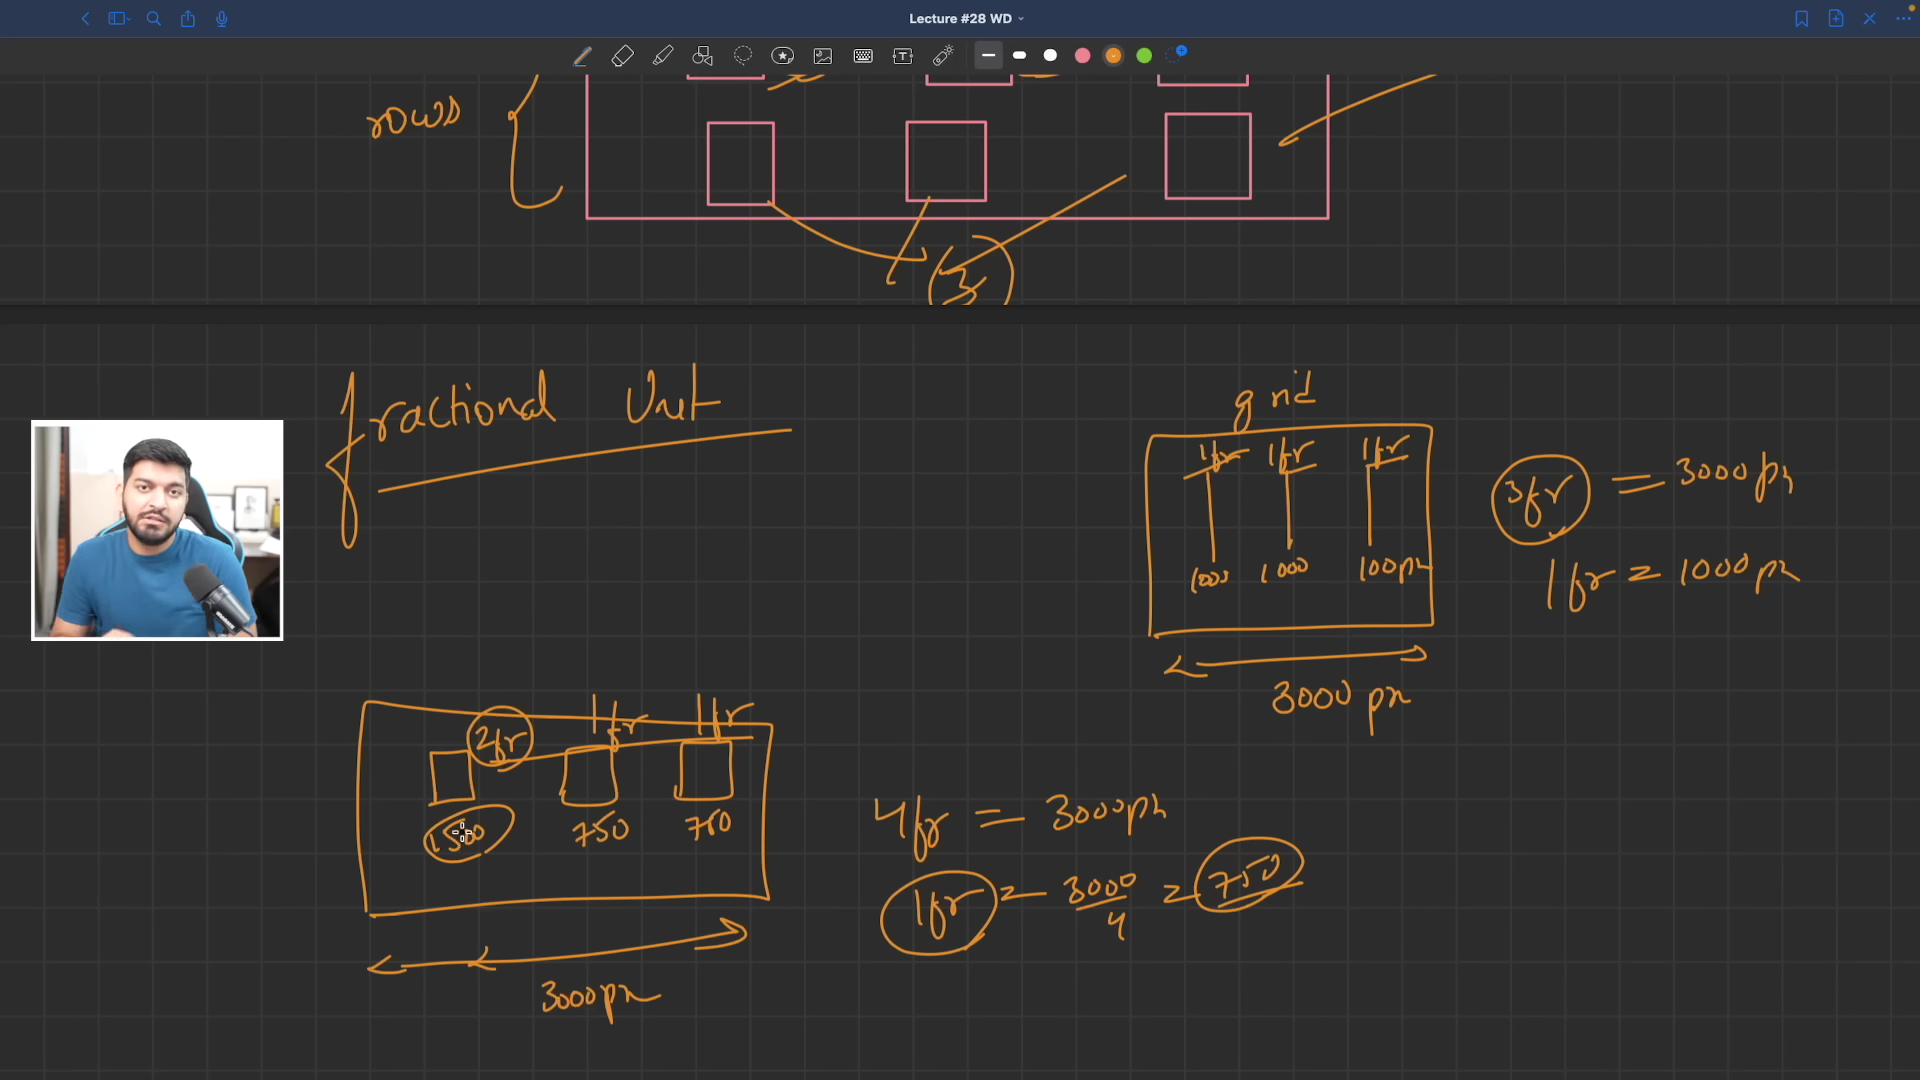 Lecture #28 WD
rows
3
fractional Unit
grid
1fr 1fr 1fr
1000 1000 100px
3000 px
3fr = 3000px
1fr = 1000px
2fr 1fr 1fr
1500 750 750
3000px
4fr = 3000px
1fr = 3000/4 = 750